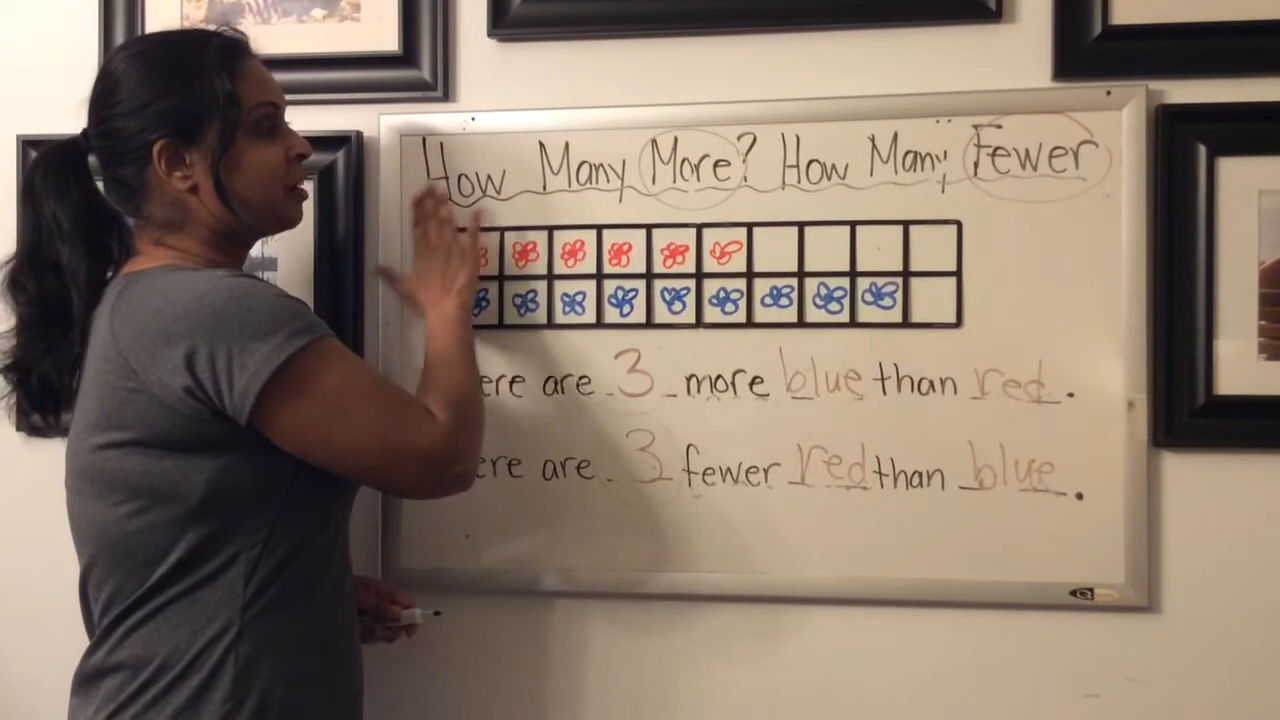 How Many More? How Many Fewer
ere are 3 more blue than red.
ere are 3 fewer red than blue.